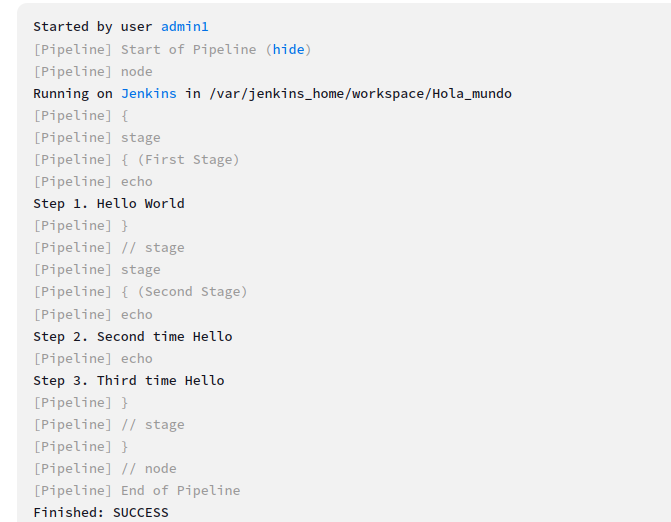 Started by user admin1
[Pipeline] Start of Pipeline (hide)
[Pipeline] node
Running on Jenkins in /var/jenkins_home/workspace/Hola_mundo
[Pipeline] {
[Pipeline] stage
[Pipeline] { (First Stage)
[Pipeline] echo
Step 1. Hello World
[Pipeline] }
[Pipeline] // stage
[Pipeline] stage
[Pipeline] { (Second Stage)
[Pipeline] echo
Step 2. Second time Hello
[Pipeline] echo
Step 3. Third time Hello
[Pipeline] }
[Pipeline] // stage
[Pipeline] }
[Pipeline] // node
[Pipeline] End of Pipeline
Finished: SUCCESS